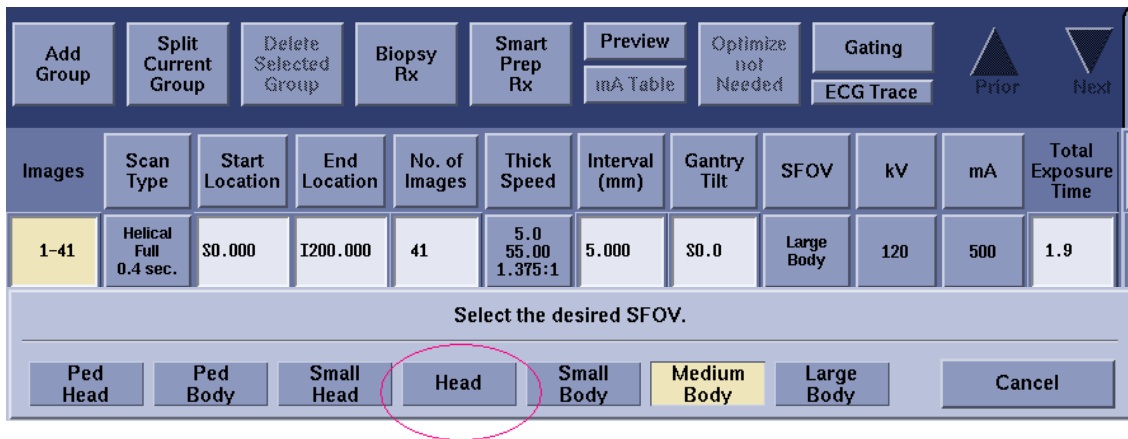 Add
Group
Split
Current
Group
Delete
Selected
Group
Biopsy
Rx
Smart
Prep
Rx
Preview
mA Table
Optimize
not
Needed
Gating
ECG Trace
Prior
Next
Images
Scan
Type
Start
Location
End
Location
No. of
Images
Thick
Speed
Interval
(mm)
Gantry
Tilt
SFOV
kV
mA
Total
Exposure
Time
1-41
Helical
Full
0.4 sec.
S0.000
I200.000
41
5.0
55.00
1.375:1
5.000
S0.0
Large
Body
120
500
1.9
Select the desired SFOV.
Ped
Head
Ped
Body
Small
Head
Head
Small
Body
Medium
Body
Large
Body
Cancel